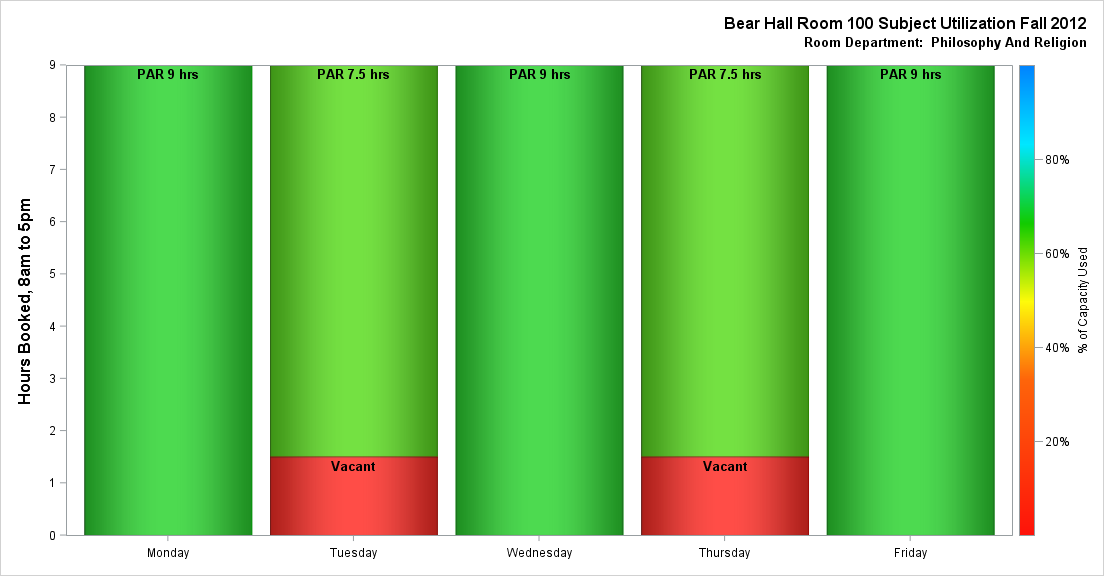 Bear Hall Room 100 Subject Utilization Fall 2012
Room Department:  Philosophy And Religion
Hours Booked, 8am to 5pm
9
8
7
6
5
4
3
2
1
0
PAR 9 hrs
PAR 7.5 hrs
PAR 9 hrs
PAR 7.5 hrs
PAR 9 hrs
Vacant
Vacant
Monday
Tuesday
Wednesday
Thursday
Friday
80%
60%
40%
20%
% of Capacity Used